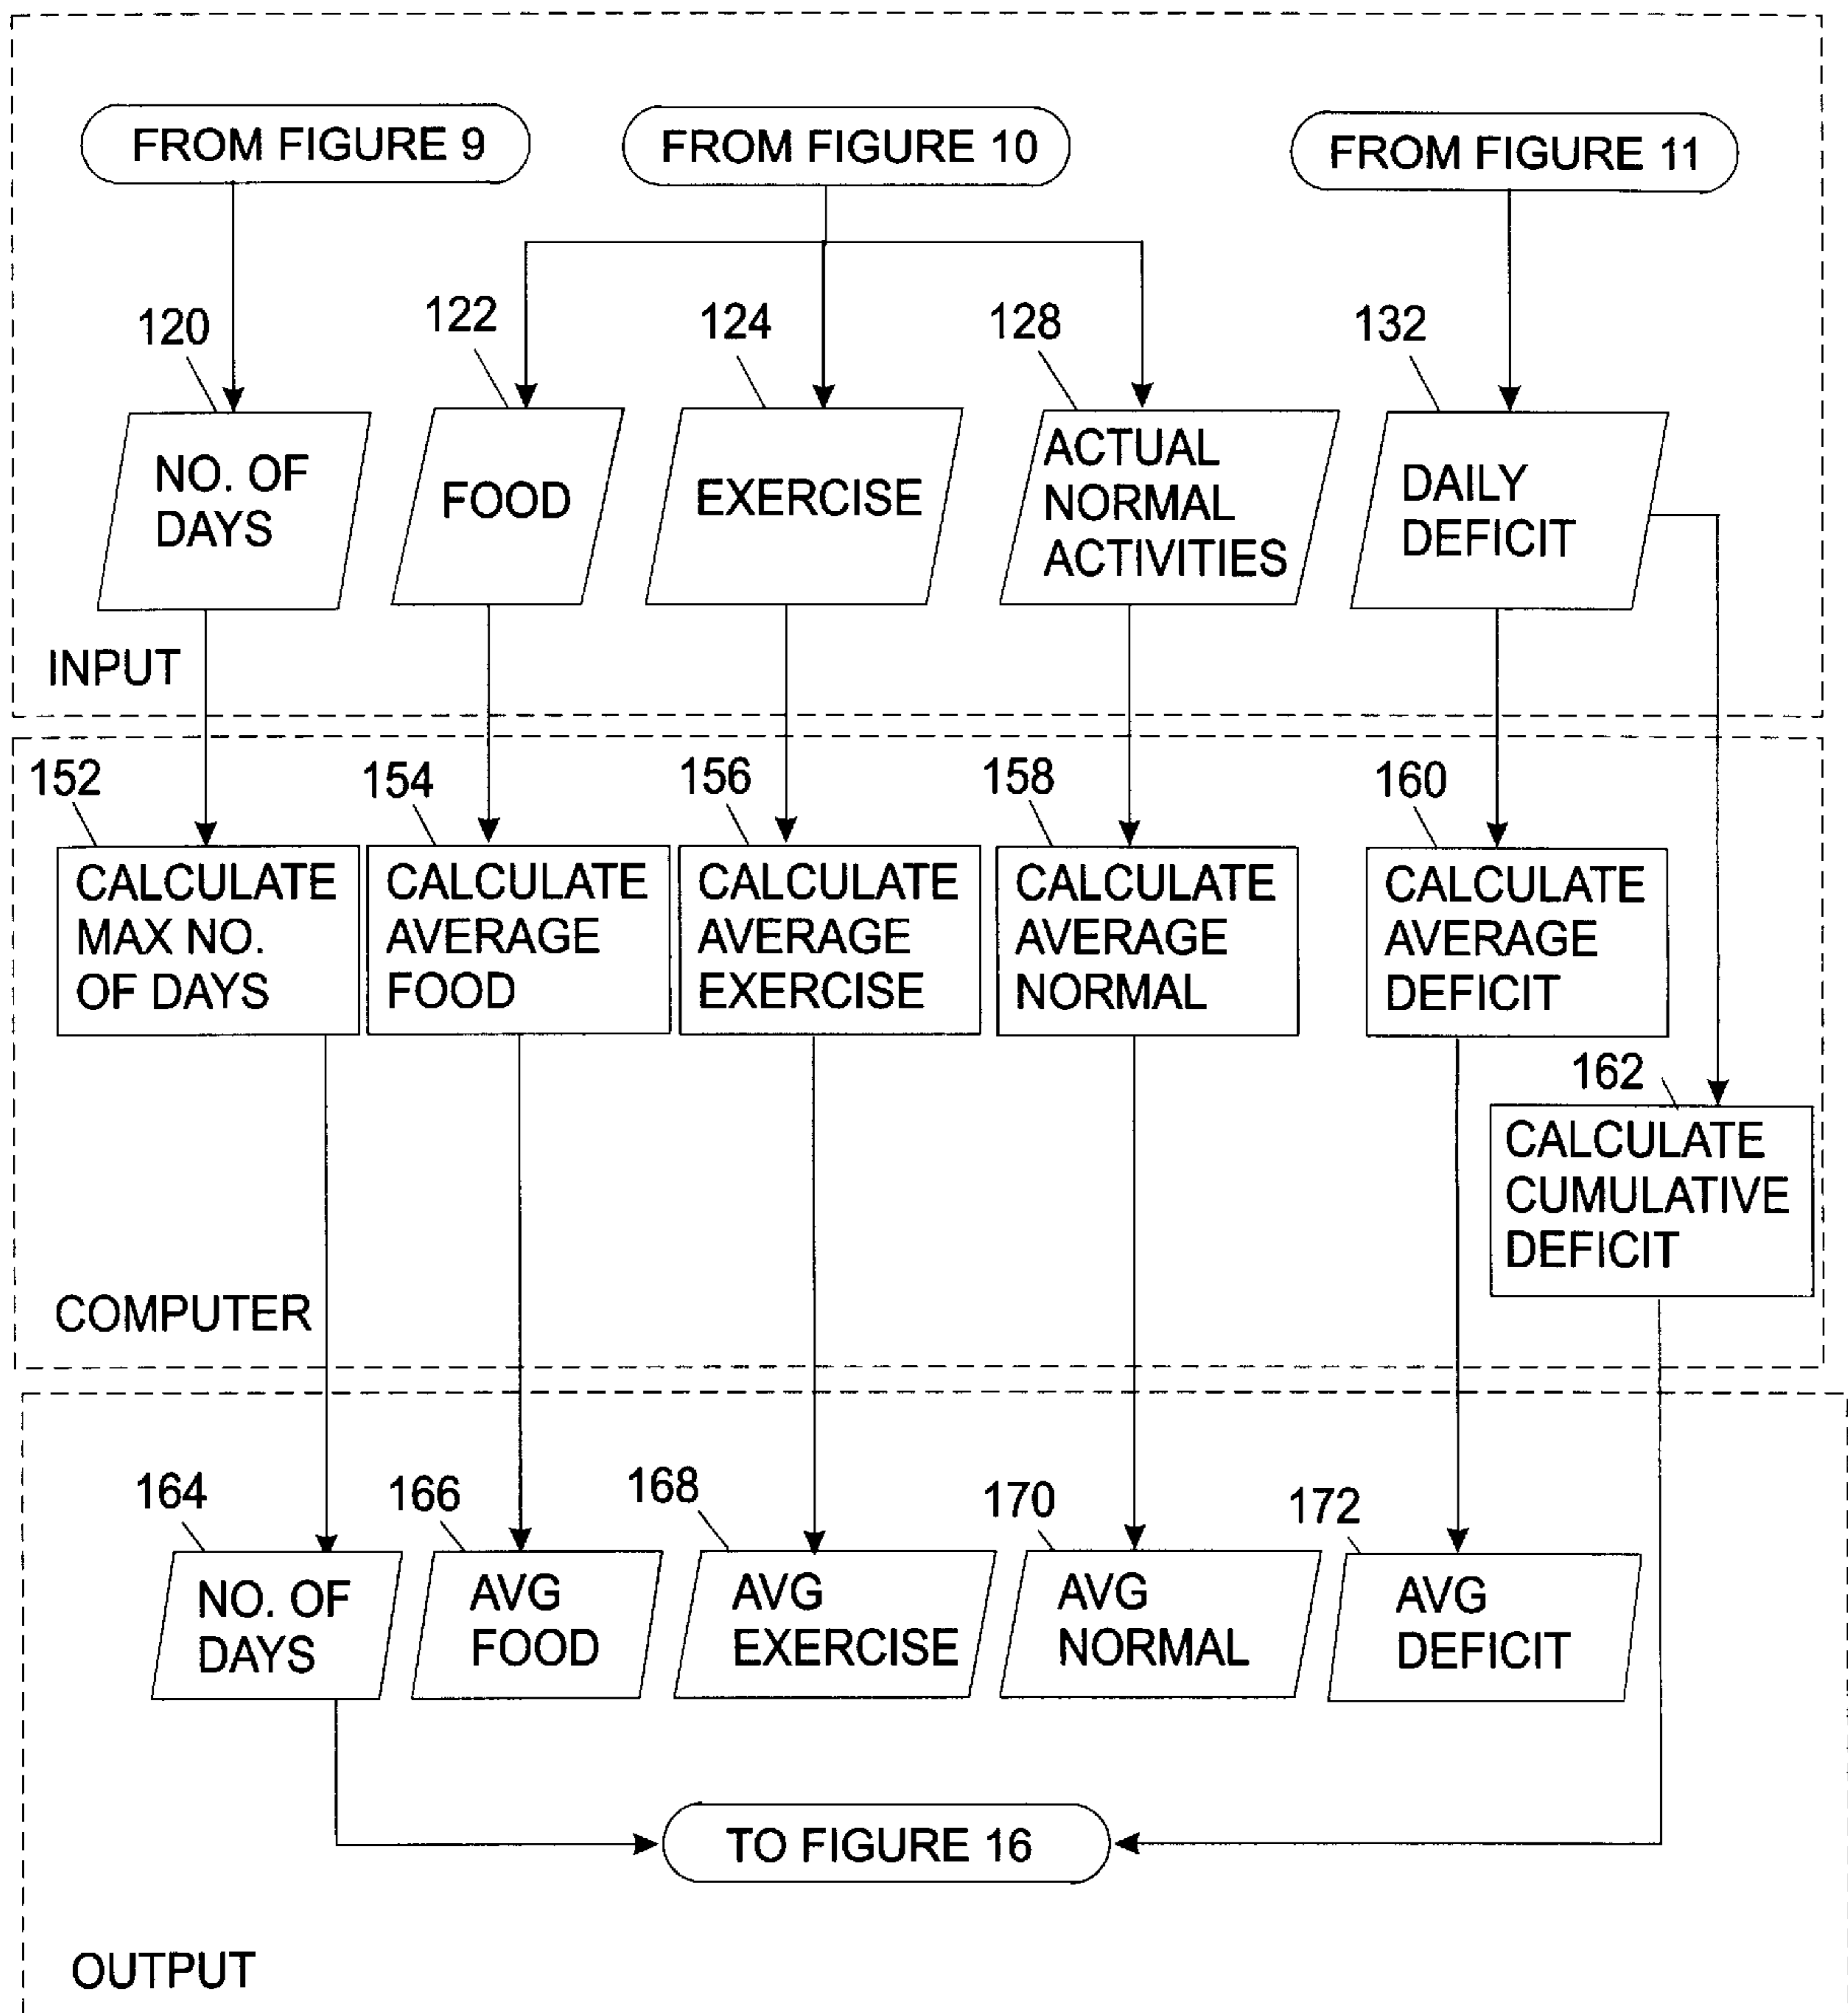 FROM FIGURE 9
FROM FIGURE 10
FROM FIGURE 11
120
122
124
128
132
NO. OF
DAYS
FOOD
EXERCISE
ACTUAL
NORMAL
ACTIVITIES
DAILY
DEFICIT
INPUT
152
154
156
158
160
CALCULATE
MAX NO.
OF DAYS
CALCULATE
AVERAGE
FOOD
CALCULATE
AVERAGE
EXERCISE
CALCULATE
AVERAGE
NORMAL
CALCULATE
AVERAGE
DEFICIT
162
CALCULATE
CUMULATIVE
DEFICIT
COMPUTER
164
166
168
170
172
NO. OF
DAYS
AVG
FOOD
AVG
EXERCISE
AVG
NORMAL
AVG
DEFICIT
TO FIGURE 16
OUTPUT